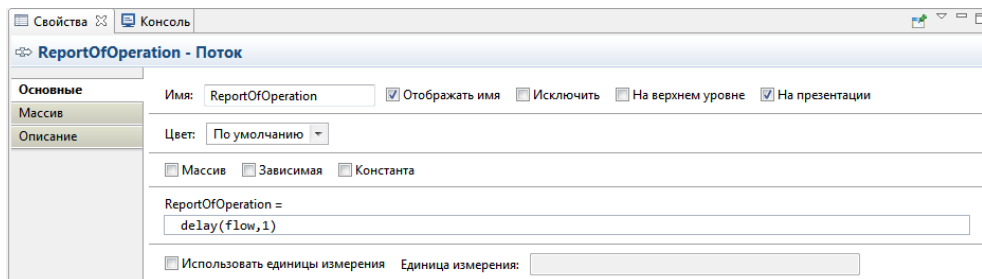 Свойства Консоль
ReportOfOperation - Поток
Основные
Массив
Описание
Имя: ReportOfOperation Отображать имя Исключить На верхнем уровне На презентации
Цвет: По умолчанию
Массив Зависимая Константа
ReportOfOperation =
delay(flow,1)
Использовать единицы измерения Единица измерения: